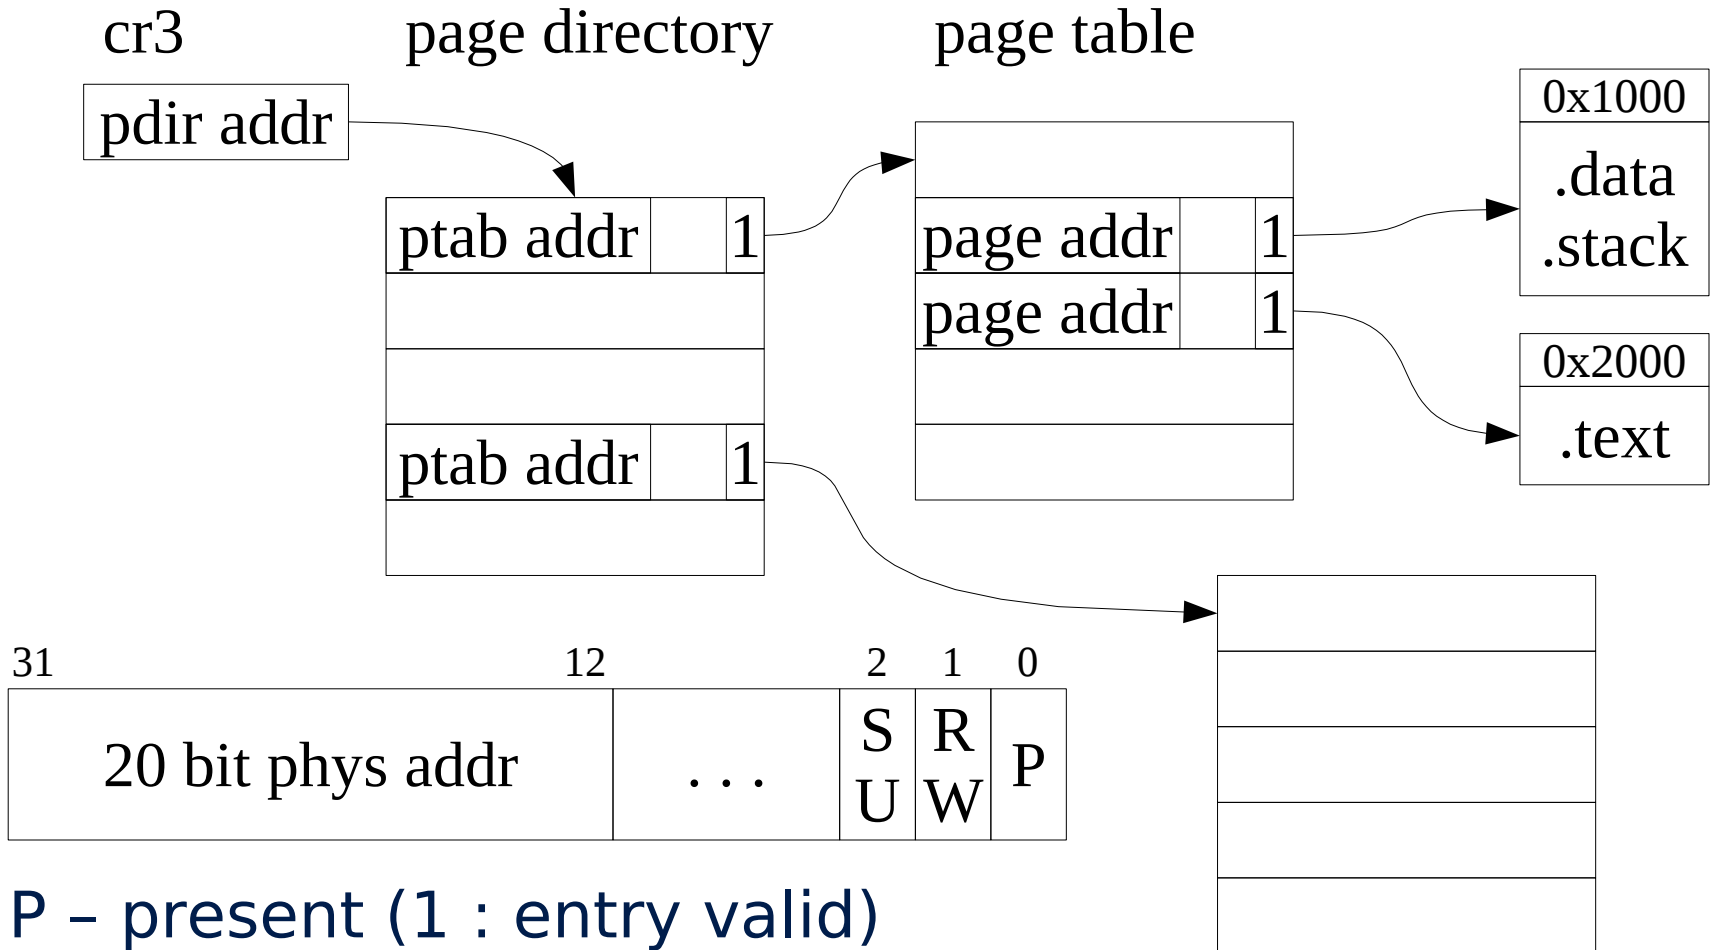 cr3
page directory
page table
pdir addr
ptab addr 1
ptab addr 1
page addr 1
page addr 1
0x1000
.data
.stack
0x2000
.text
31 12 2 1 0
20 bit phys addr
. . .
S
U
R
W
P
P – present (1 : entry valid)